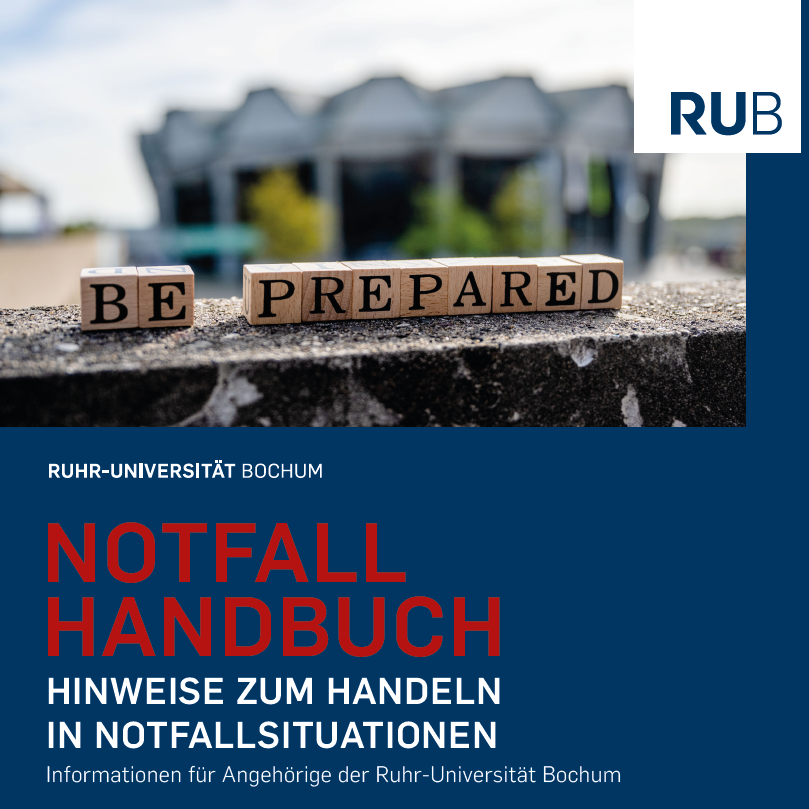 RUB
BE PREPARED
RUHR-UNIVERSITÄT BOCHUM
NOTFALL
HANDBUCH
HINWEISE ZUM HANDELN
IN NOTFALLSITUATIONEN
Informationen für Angehörige der Ruhr-Universität Bochum